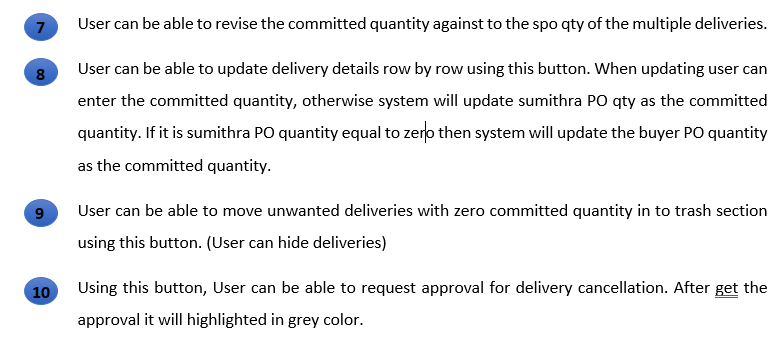 7 User can be able to revise the committed quantity against to the spo qty of the multiple deliveries.
8 User can be able to update delivery details row by row using this button. When updating user can
enter the committed quantity, otherwise system will update sumithra PO qty as the committed
quantity. If it is sumithra PO quantity equal to zero then system will update the buyer PO quantity
as the committed quantity.
9 User can be able to move unwanted deliveries with zero committed quantity in to trash section
using this button. (User can hide deliveries)
10 Using this button, User can be able to request approval for delivery cancellation. After get the
approval it will highlighted in grey color.